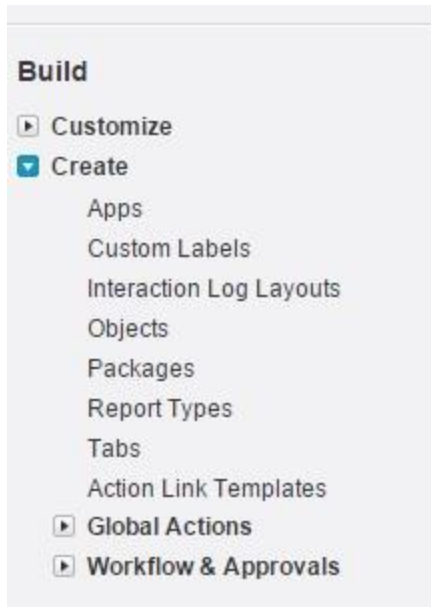 Build
Customize
Create
Apps
Custom Labels
Interaction Log Layouts
Objects
Packages
Report Types
Tabs
Action Link Templates
Global Actions
Workflow & Approvals